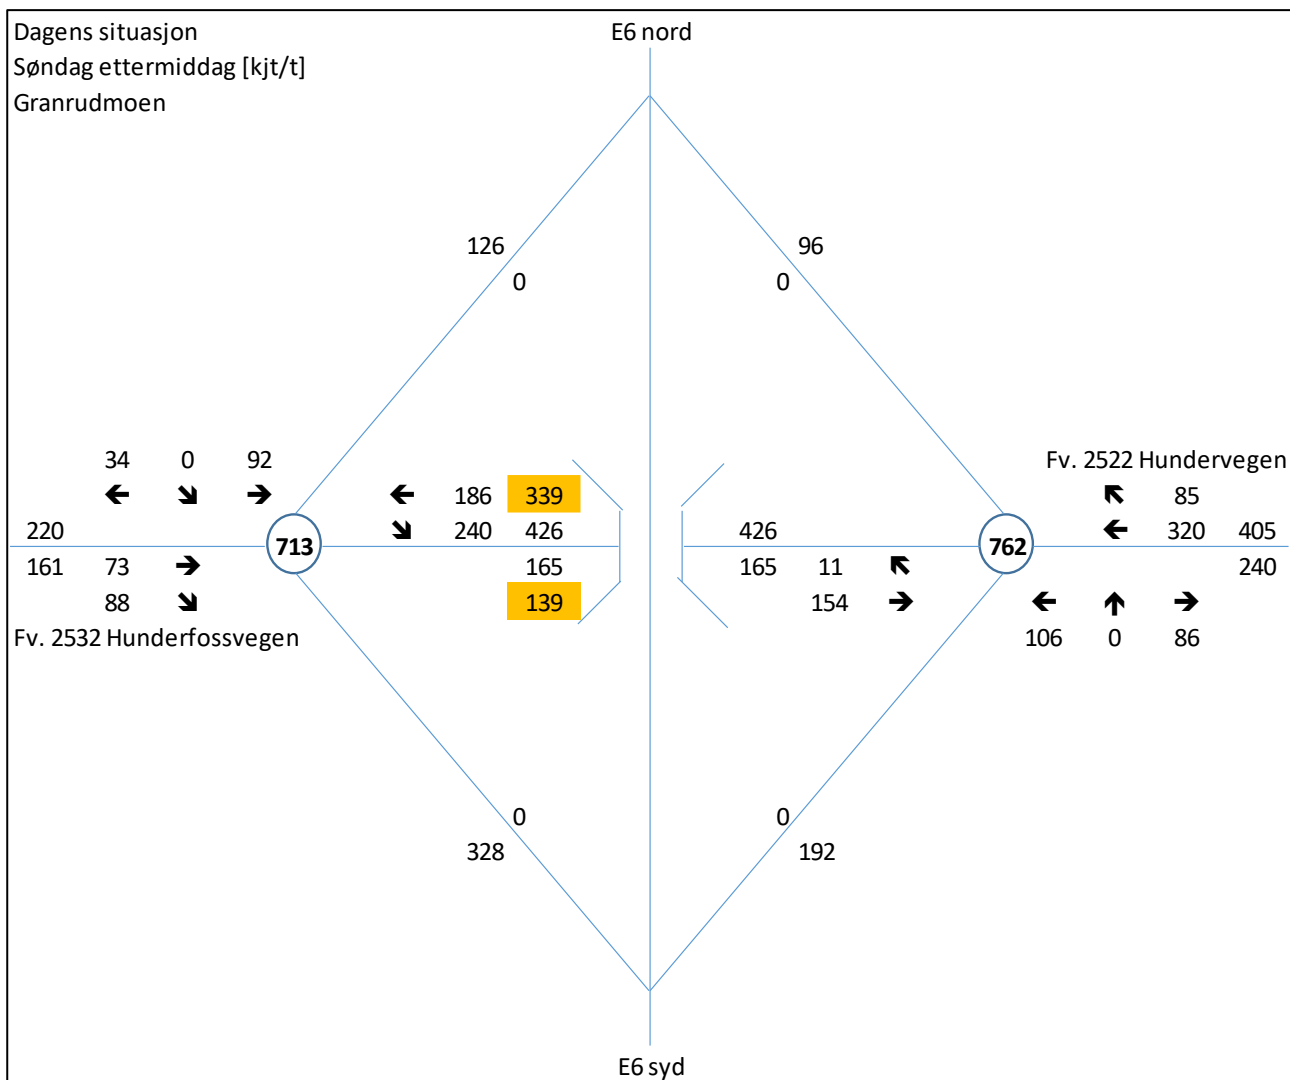 Dagens situasjon
E6 nord
Søndag ettermiddag [kjt/t]
Granrudmoen
126
96
0
0
34 0 92
Fv. 2522 Hundervegen
186 339
85
220
240 426
426
320 405
713
762
161 73
165
165 11
240
88
139
154
Fv. 2532 Hunderfossvegen
106 0 86
0
0
328
192
E6 syd